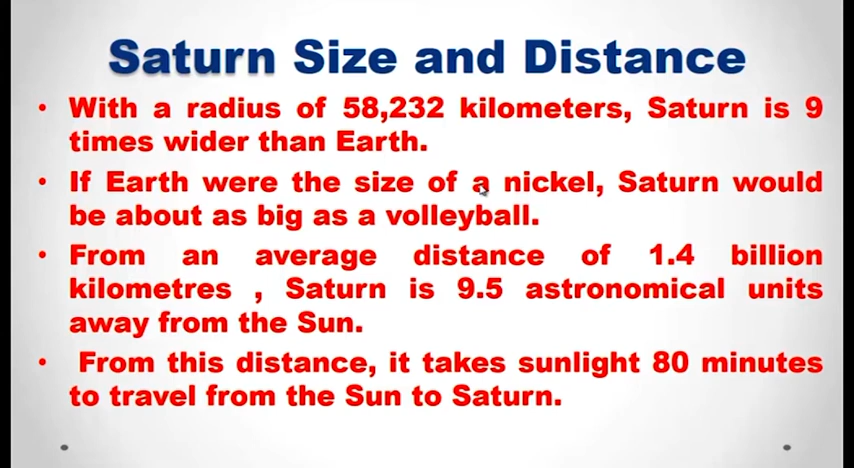 Saturn Size and Distance
• With a radius of 58,232 kilometers, Saturn is 9
times wider than Earth.
• If Earth were the size of a nickel, Saturn would
be about as big as a volleyball.
• From an average distance of 1.4 billion
kilometres , Saturn is 9.5 astronomical units
away from the Sun.
• From this distance, it takes sunlight 80 minutes
to travel from the Sun to Saturn.